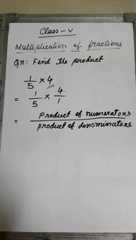 Class - V
Multiplication of fractions
Qn: Find the product
1/5 × 4
= 1/5 × 4/1
= Product of numerators / product of denominators